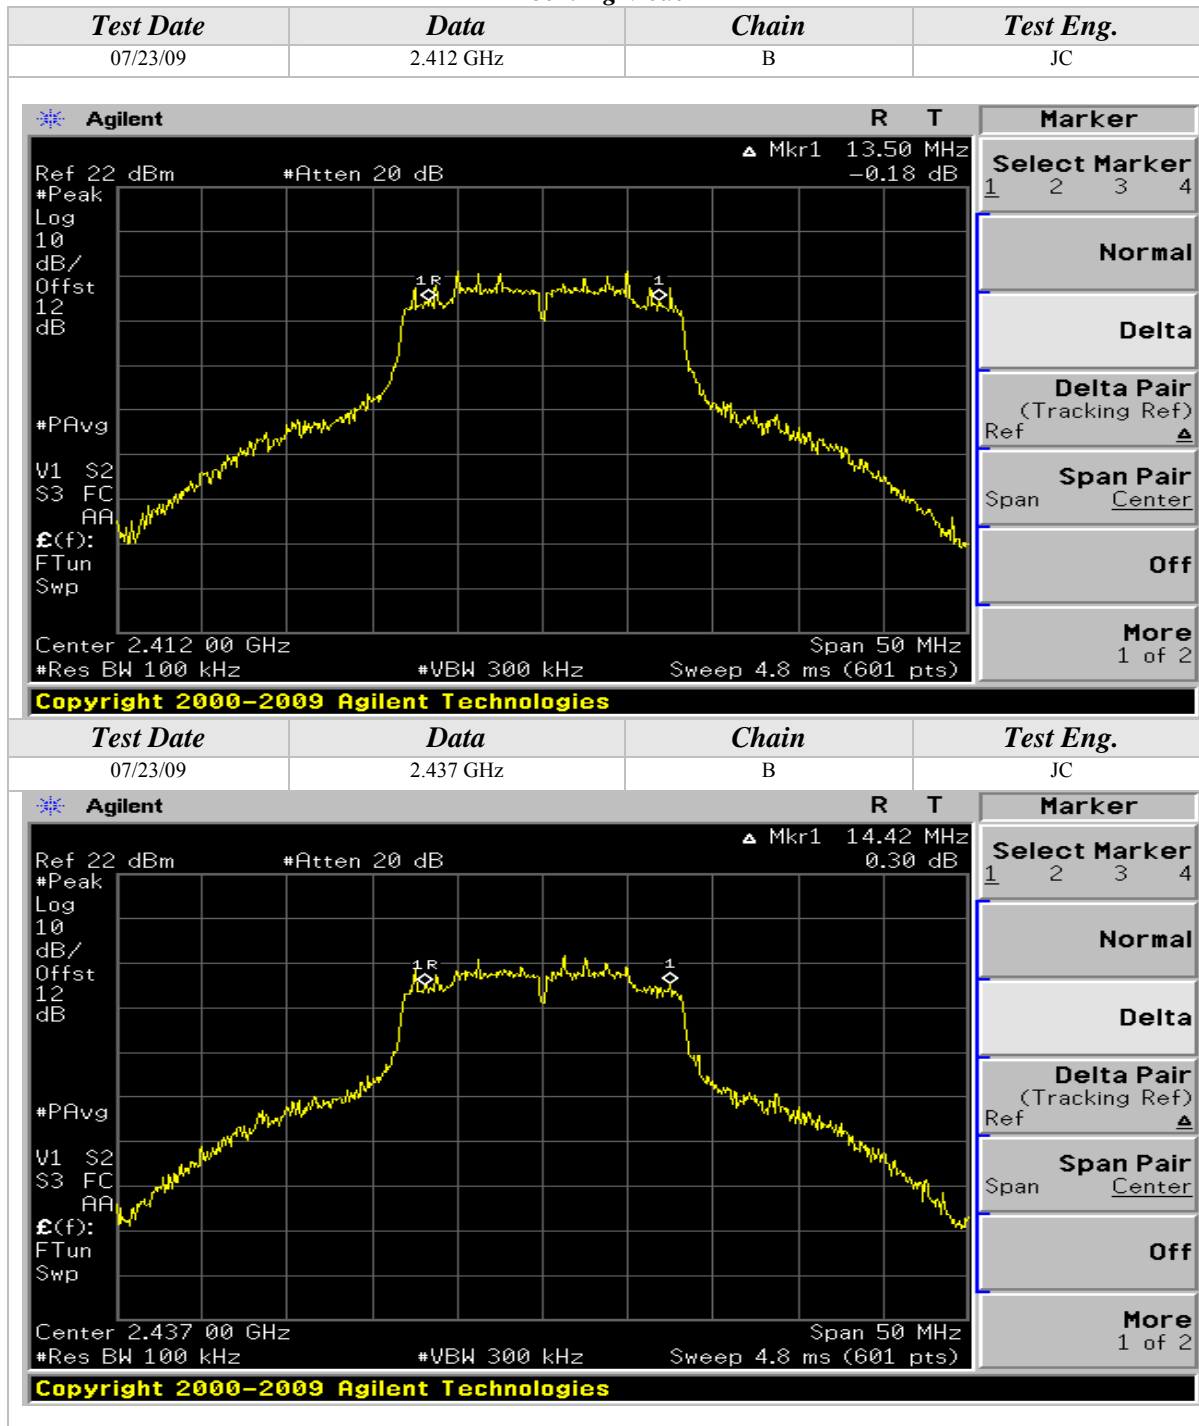 Test Date Data Chain Test Eng.
07/23/09 2.412 GHz B JC
Agilent R T Marker
Δ Mkr1 13.50 MHz
Ref 22 dBm #Atten 20 dB -0.18 dB
Select Marker
1 2 3 4
#Peak
Log
10
dB/
Offst
12
dB
1R 1
Normal
Delta
Delta Pair
(Tracking Ref)
Ref Δ
#PAvg
V1 S2
S3 FC
AA
Span Pair
Span Center
£(f):
FTun
Swp
Off
Center 2.412 00 GHz Span 50 MHz
#Res BW 100 kHz #VBW 300 kHz Sweep 4.8 ms (601 pts)
More
1 of 2
Copyright 2000-2009 Agilent Technologies
Test Date Data Chain Test Eng.
07/23/09 2.437 GHz B JC
Agilent R T Marker
Δ Mkr1 14.42 MHz
Ref 22 dBm #Atten 20 dB 0.30 dB
Select Marker
1 2 3 4
#Peak
Log
10
dB/
Offst
12
dB
1R 1
Normal
Delta
Delta Pair
(Tracking Ref)
Ref Δ
#PAvg
V1 S2
S3 FC
AA
Span Pair
Span Center
£(f):
FTun
Swp
Off
Center 2.437 00 GHz Span 50 MHz
#Res BW 100 kHz #VBW 300 kHz Sweep 4.8 ms (601 pts)
More
1 of 2
Copyright 2000-2009 Agilent Technologies